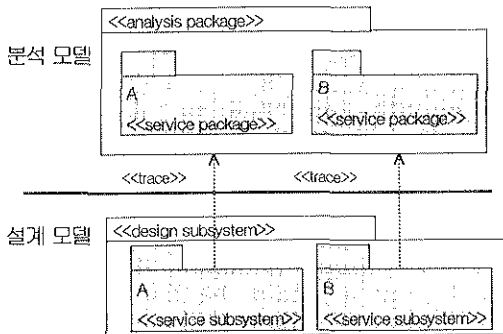 <<analysis package>>
분석 모델
A
B
<<service package>>
<<service package>>
<<trace>>
<<trace>>
설계 모델
<<design subsystem>>
A
B
<<service subsystem>>
<<service subsystem>>